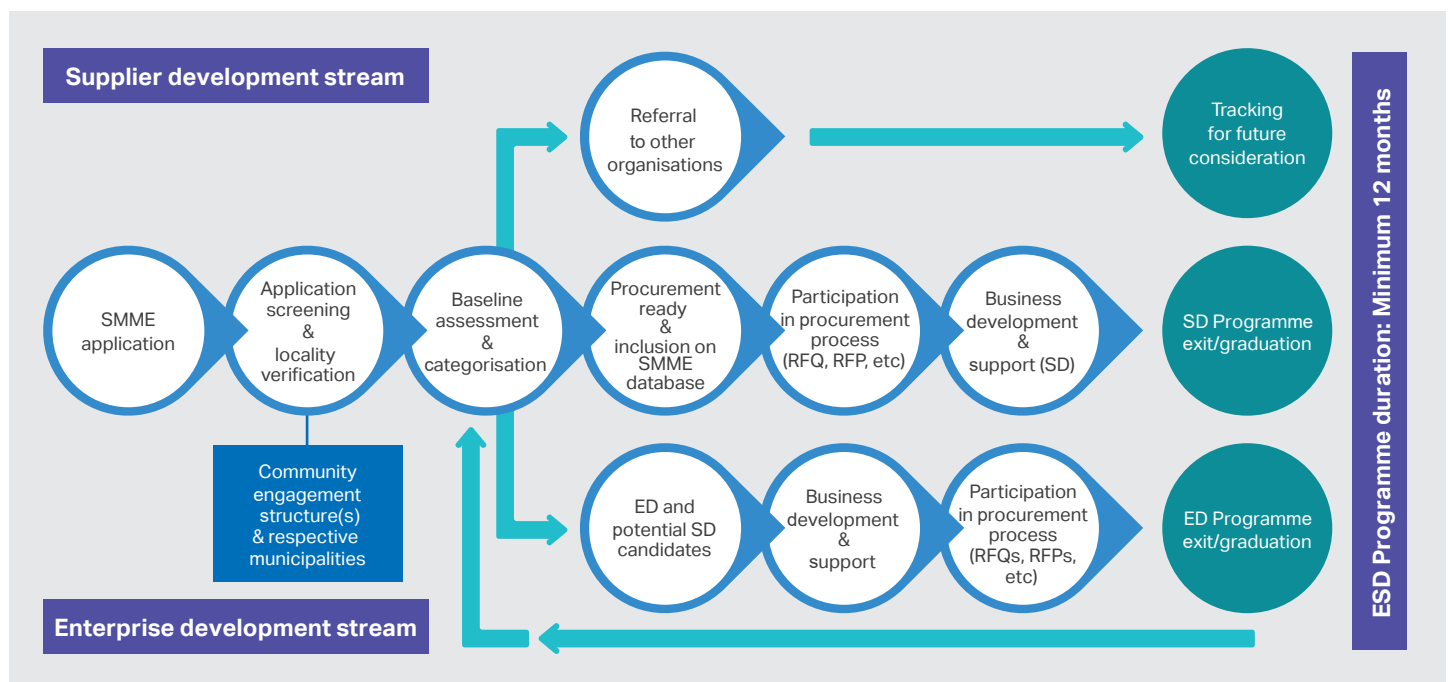 Supplier development stream
Referral
to other
organisations
Tracking
for future
consideration
SMME
application
Application
screening
&
locality
verification
Baseline
assessment
&
categorisation
Procurement
ready
&
inclusion on
SMME
database
Participation
in procurement
process
(RFQ, RFP, etc)
Business
development
&
support (SD)
SD Programme
exit/graduation
Community
engagement
structure(s)
& respective
municipalities
ED and
potential SD
candidates
Business
development
&
support
Participation
in procurement
process
(RFQs, RFPs,
etc)
ED Programme
exit/graduation
Enterprise development stream
ESD Programme duration: Minimum 12 months